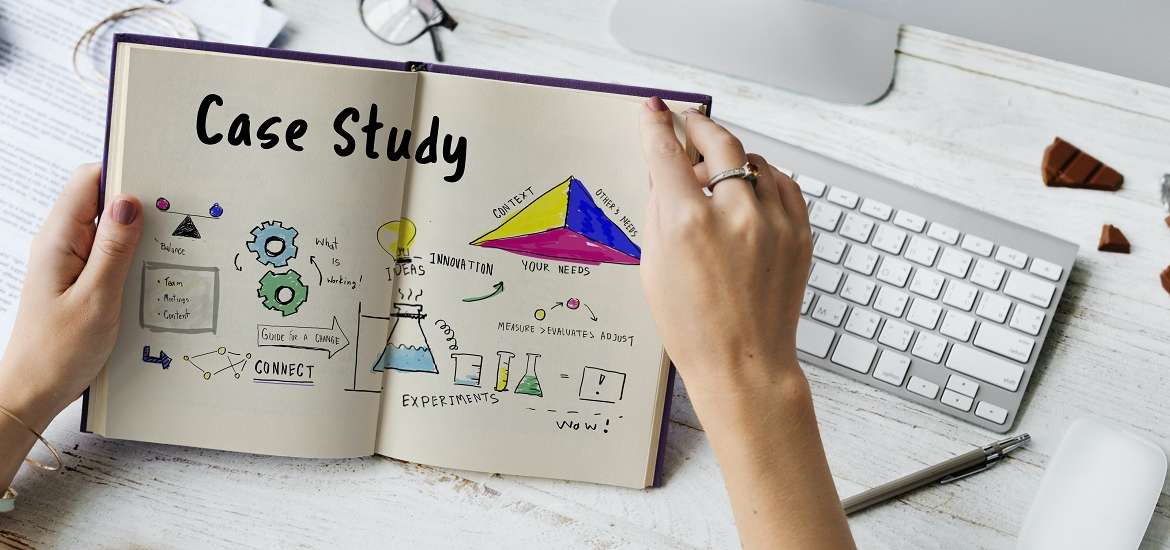 Case Study
Balance
• Team
• Meetings
• Content
What
is
working!
GUIDE FOR A CHANGE
CONNECT
IDEAS
INNOVATION
CONTEXT
OTHER'S NEEDS
YOUR NEEDS
MEASURE > EVALUATES ADJUST
EXPERIMENTS
=
!
Wow!